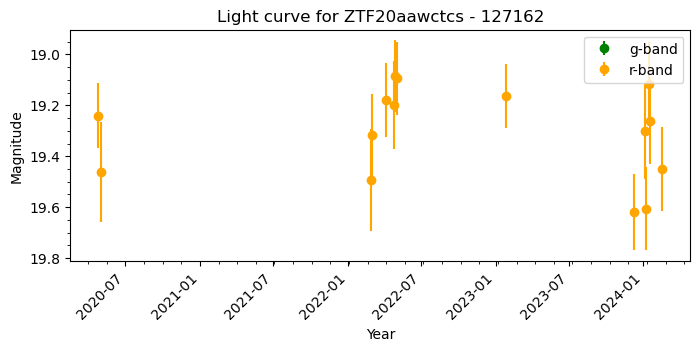 Light curve for ZTF20aawctcs - 127162
g-band
r-band
Magnitude
19.0
19.2
19.4
19.6
19.8
2020-07
2021-01
2021-07
2022-01
2022-07
2023-01
2023-07
2024-01
Year